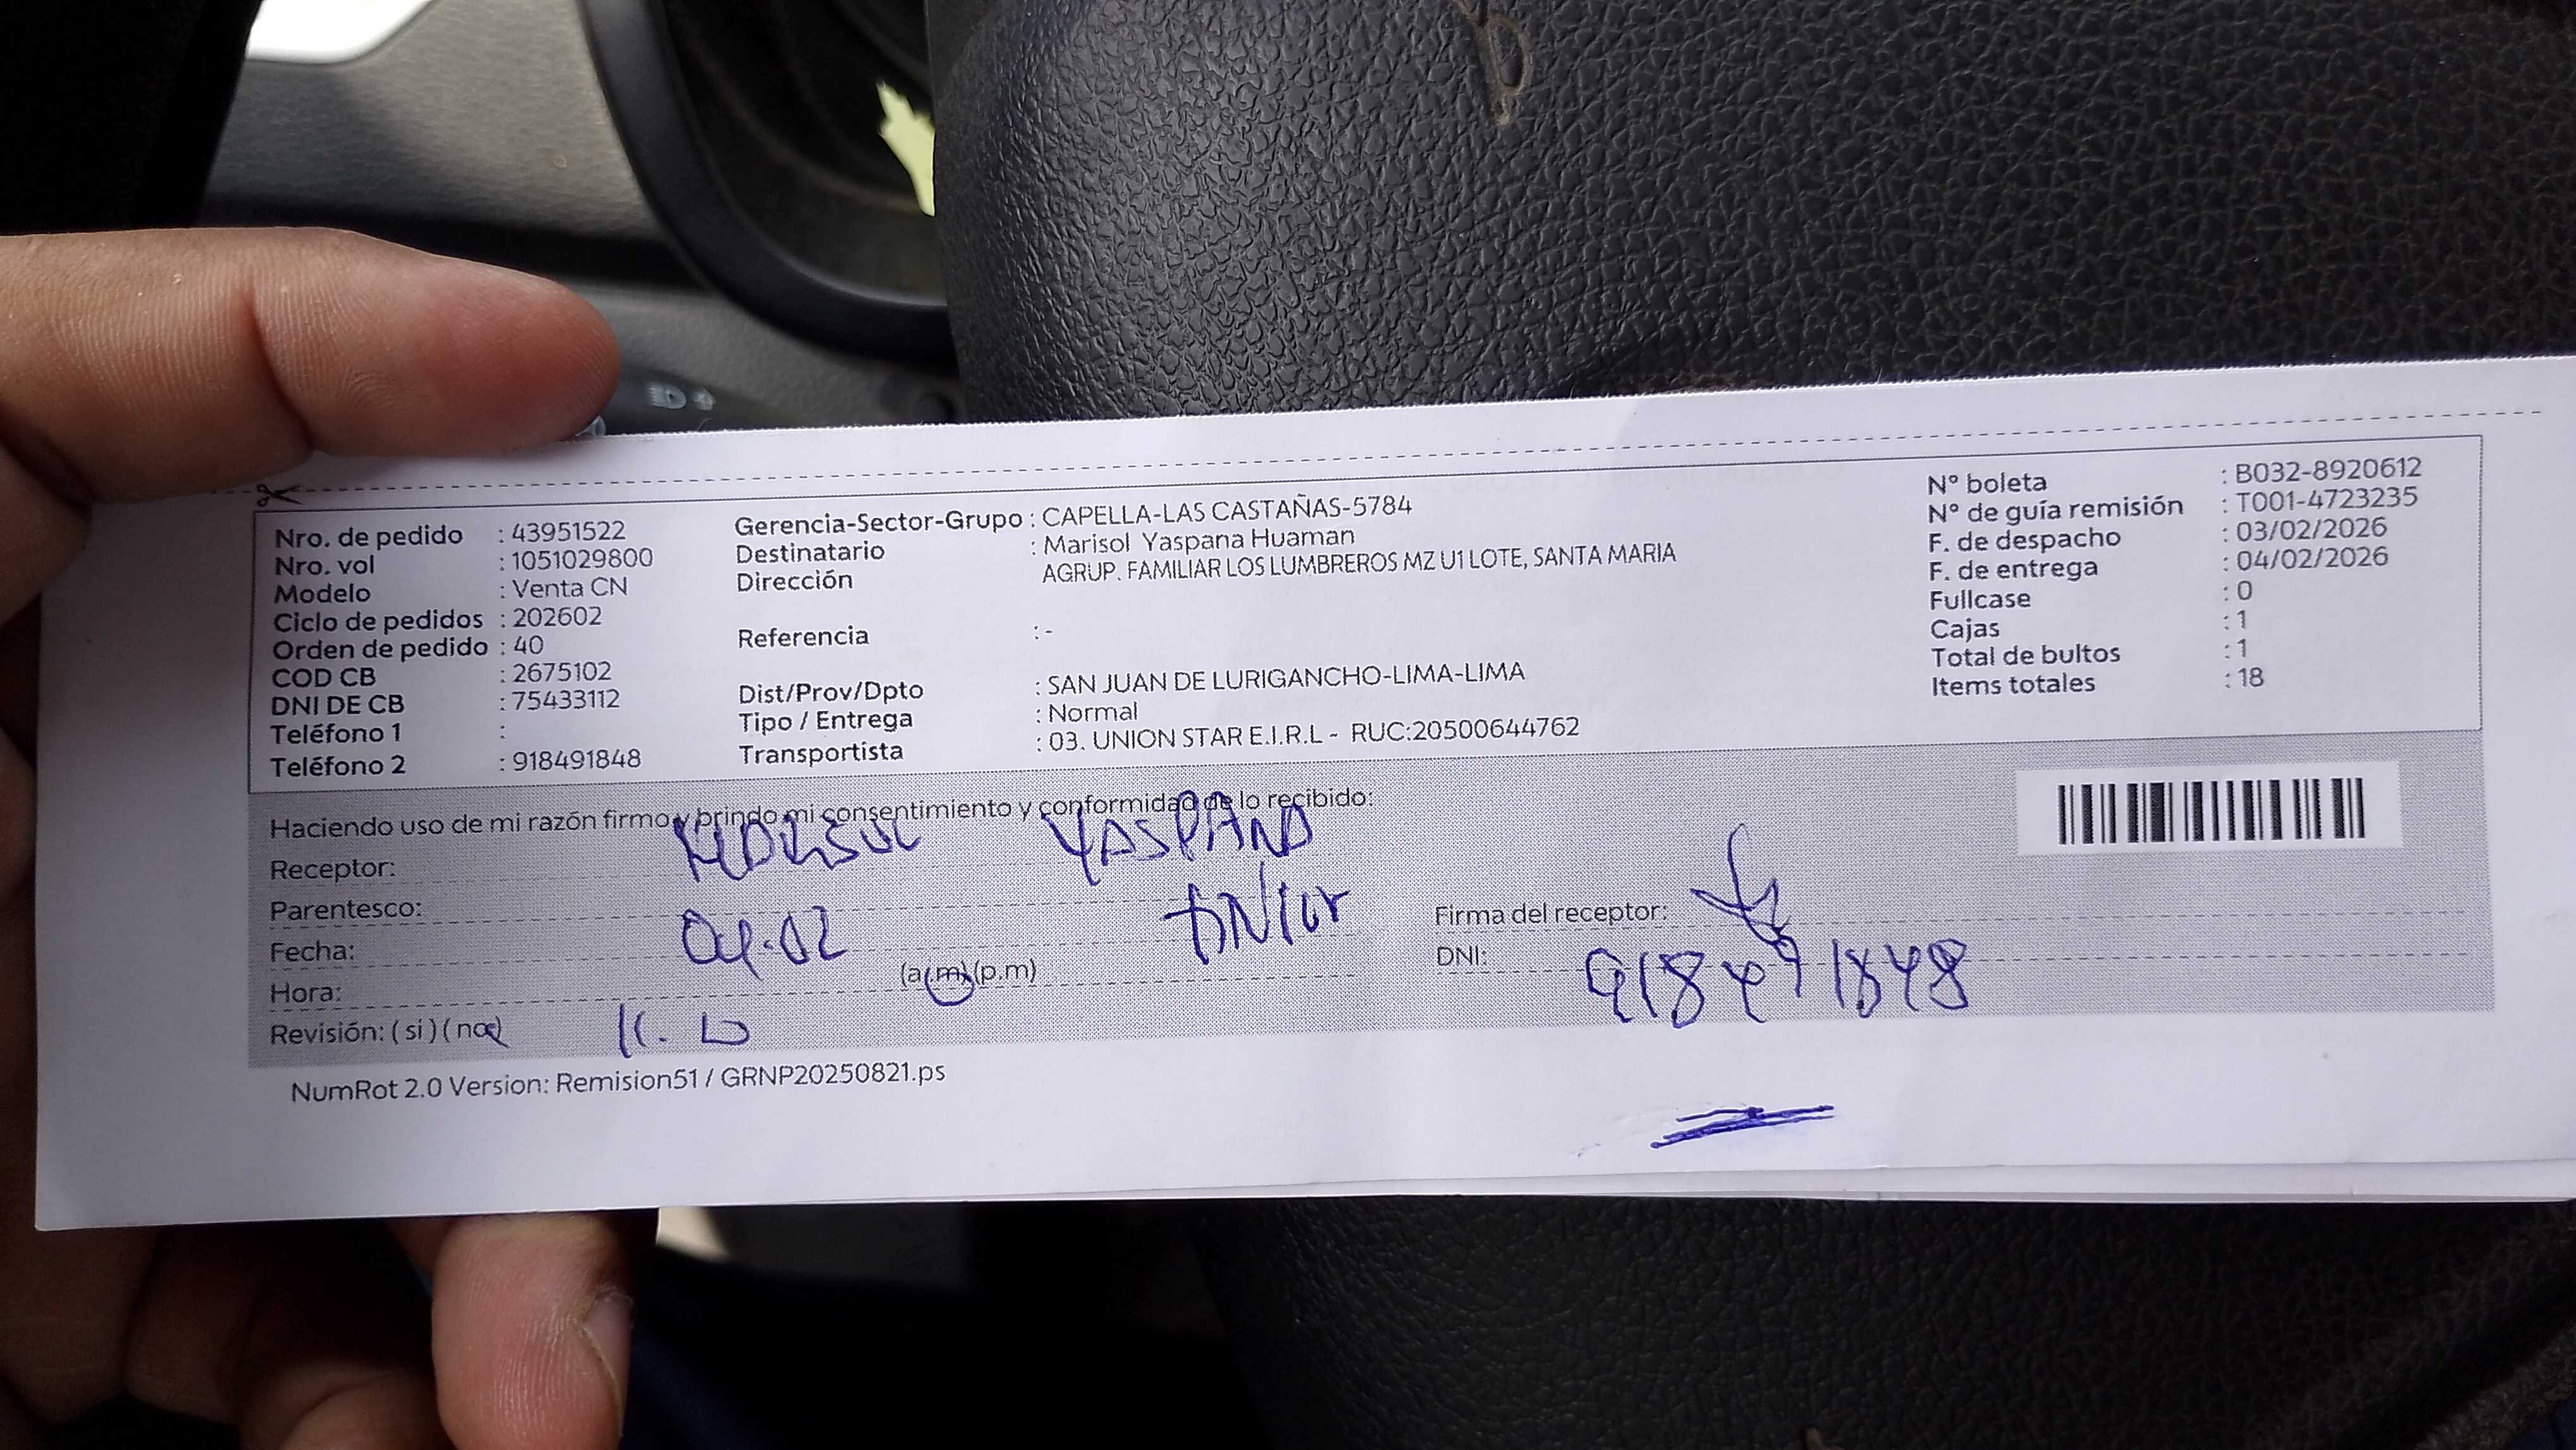 Nro. de pedido : 43951522
Nro. vol : 1051029800
Modelo : Venta CN
Ciclo de pedidos : 202602
Orden de pedido : 40
COD CB : 2675102
DNI DE CB : 75433112
Teléfono 1 :
Teléfono 2 : 918491848
Gerencia-Sector-Grupo : CAPELLA-LAS CASTAÑAS-5784
Destinatario : Marisol Yaspana Huaman
Dirección AGRUP. FAMILIAR LOS LUMBREROS MZ U1 LOTE, SANTA MARIA
Referencia : -
Dist/Prov/Dpto : SAN JUAN DE LURIGANCHO-LIMA-LIMA
Tipo / Entrega : Normal
Transportista : 03. UNION STAR E.I.R.L - RUC:20500644762
N° boleta : B032-8920612
N° de guía remisión : T001-4723235
F. de despacho : 03/02/2026
F. de entrega : 04/02/2026
Fullcase : 0
Cajas : 1
Total de bultos : 1
Items totales : 18
Haciendo uso de mi razón firmo y brindo mi consentimiento y conformidad de lo recibido:
Receptor: YASPANA
Parentesco:
Fecha: 04.02
Hora: (a.m) (p.m)
Revisión: ( si ) ( no )
Firma del receptor:
DNI: 918491848
NumRot 2.0 Version: Remision51 / GRNP20250821.ps